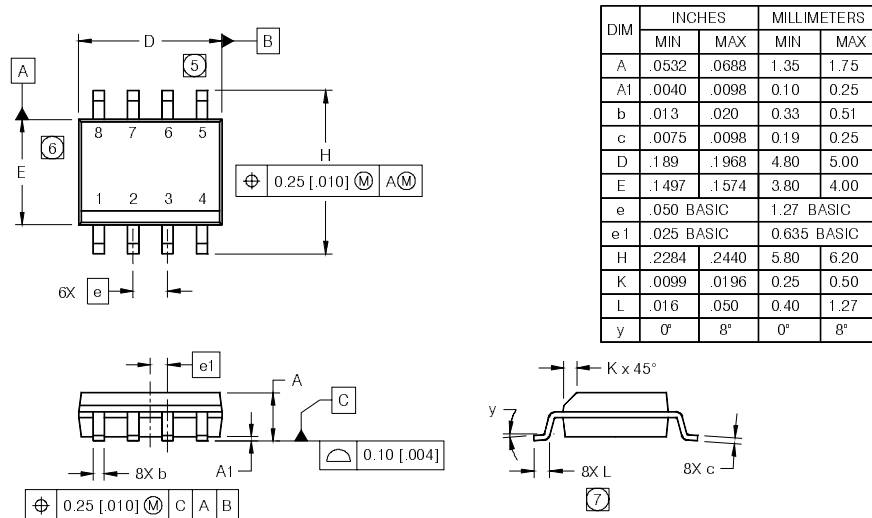 D
B
5
A
8 7 6 5
6
E
H
0.25 [.010] Ⓜ AⓂ
1 2 3 4
6X e
e1
A
C
A1
0.10 [.004]
8X b
0.25 [.010] Ⓜ C A B
K x 45°
y
8X L
8X c
7
DIM INCHES MILLIMETERS
MIN MAX MIN MAX
A .0532 .0688 1.35 1.75
A1 .0040 .0098 0.10 0.25
b .013 .020 0.33 0.51
c .0075 .0098 0.19 0.25
D .189 .1968 4.80 5.00
E .1497 .1574 3.80 4.00
e .050 BASIC 1.27 BASIC
e1 .025 BASIC 0.635 BASIC
H .2284 .2440 5.80 6.20
K .0099 .0196 0.25 0.50
L .016 .050 0.40 1.27
y 0° 8° 0° 8°